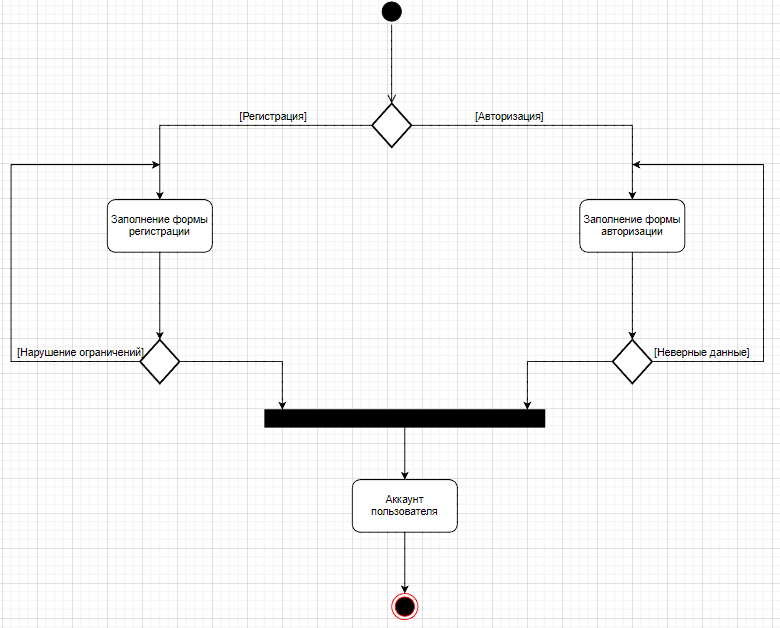 [Регистрация]
[Авторизация]
Заполнение формы
регистрации
Заполнение формы
авторизации
[Нарушение ограничений]
[Неверные данные]
Аккаунт
пользователя